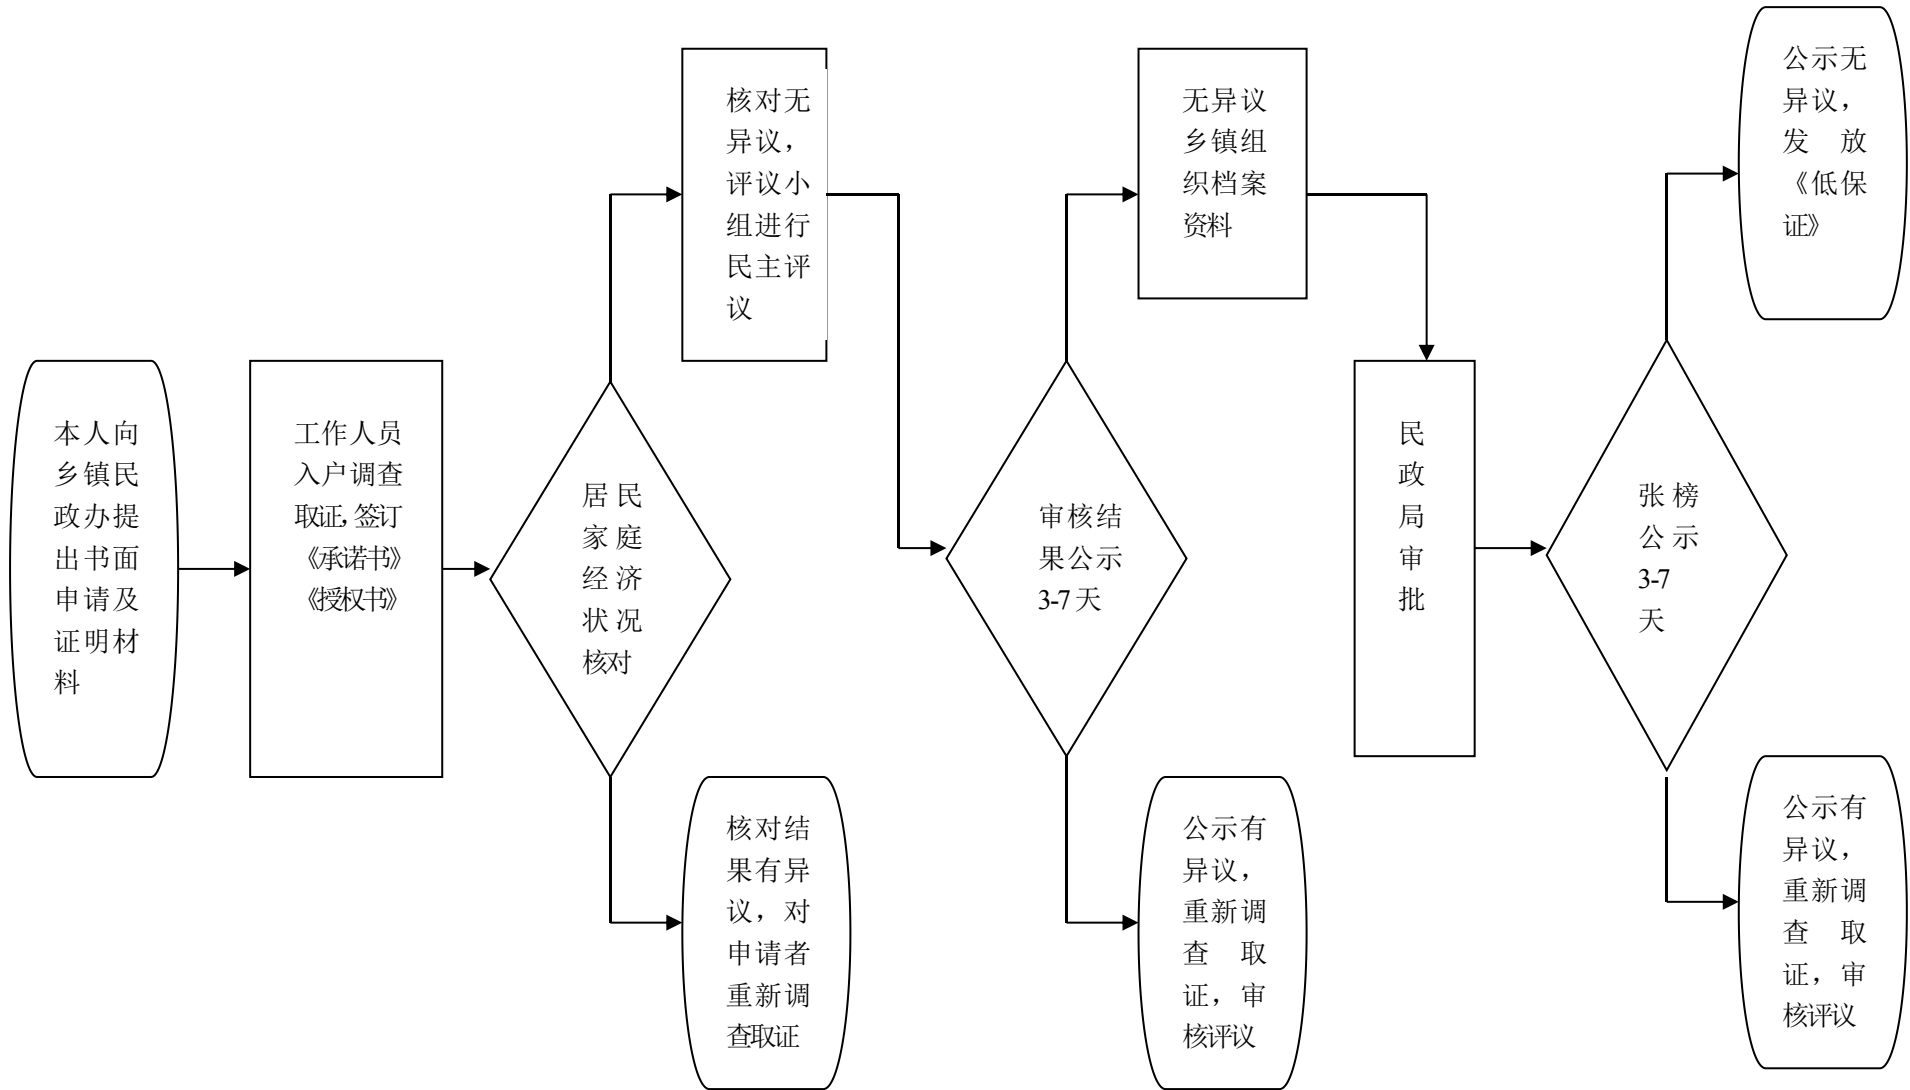 本人向
乡镇民
政办提
出书面
申请及
证明材
料
工作人员
入户调查
取证,签订
《承诺书》
《授权书》
居民
家庭
经济
状况
核对
核对无
异议，
评议小
组进行
民主评
议
核对结
果有异
议，对
申请者
重新调
查取证
审核结
果公示
3-7天
无异议
乡镇组
织档案
资料
公示有
异议，
重新调
查取
证，审
核评议
民
政
局
审
批
张榜
公示
3-7
天
公示无
异议，
发放
《低保
证》
公示有
异议，
重新调
查取
证，审
核评议